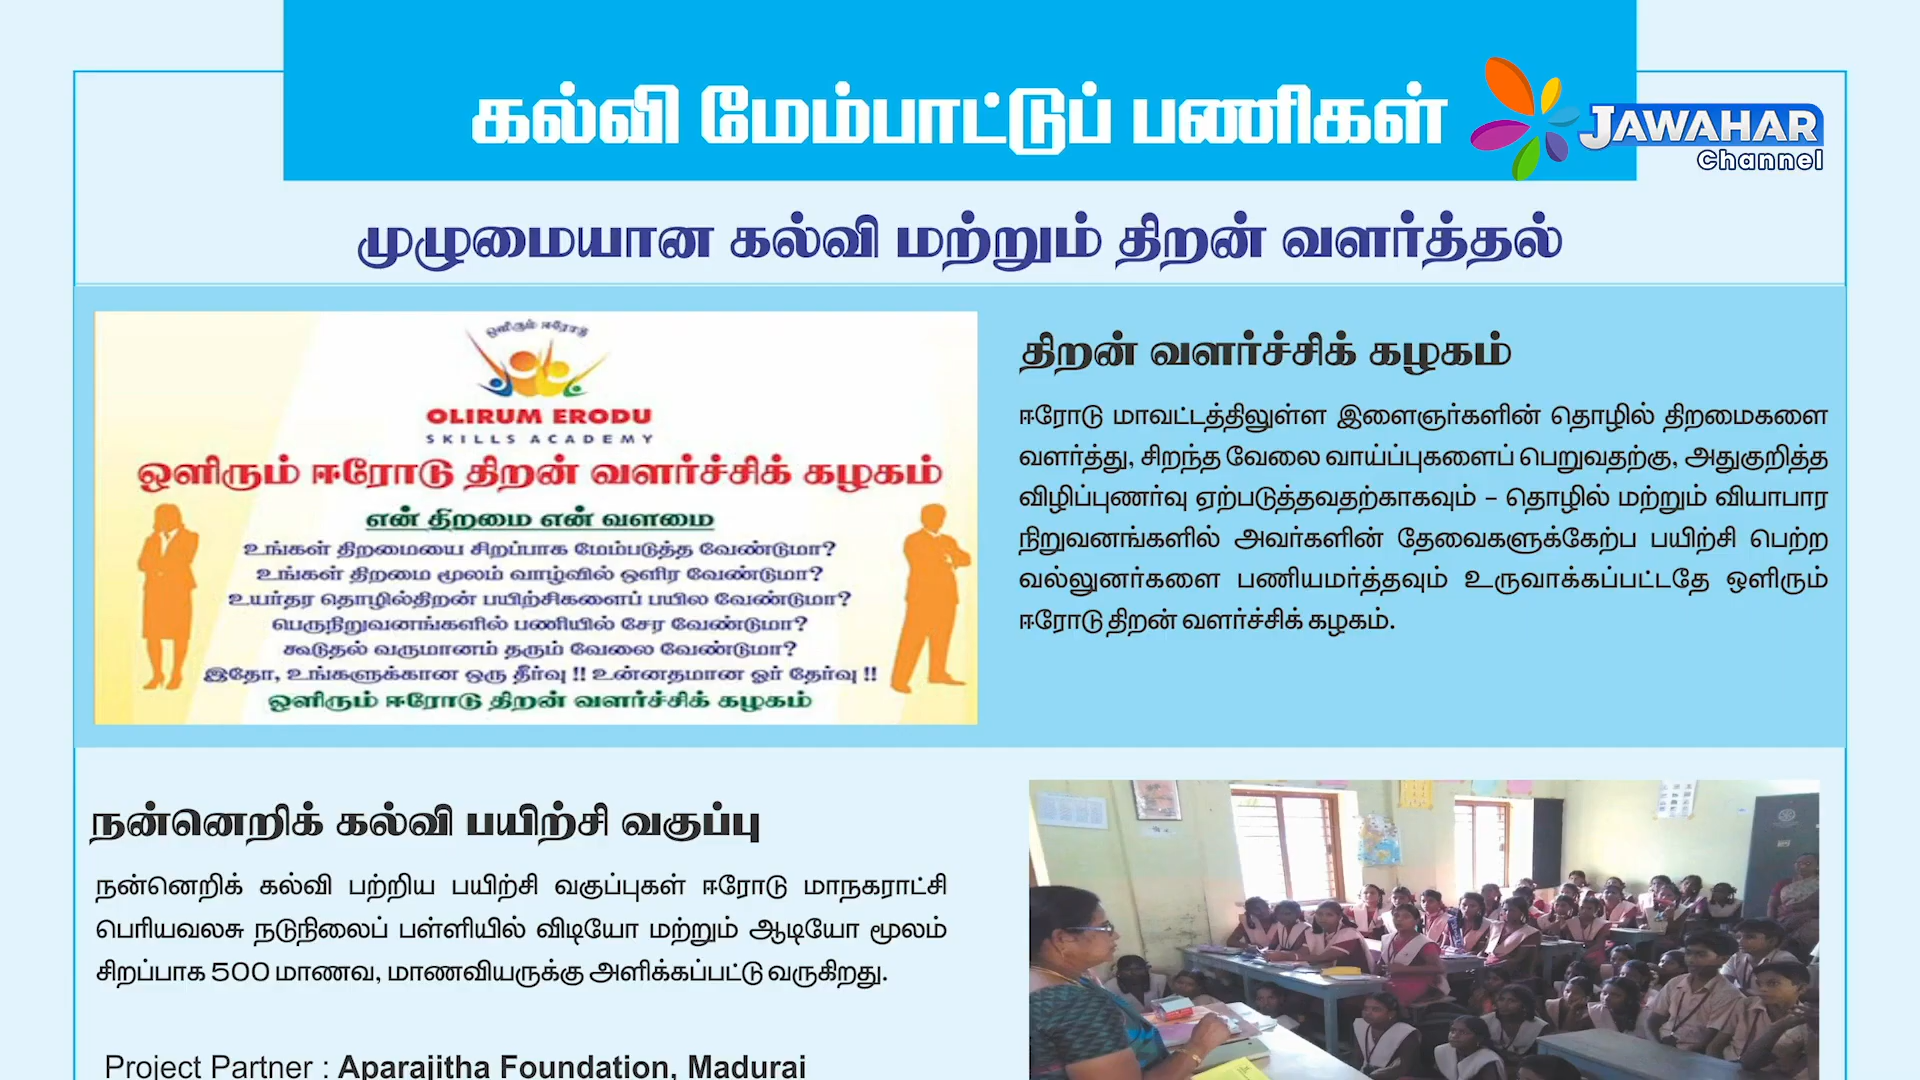 கல்வி மேம்பாட்டுப் பணிகள்
JAWAHAR
Channel
முழுமையான கல்வி மற்றும் திறன் வளர்த்தல்
ஒளிரும் ஈரோடு
OLIRUM ERODU
SKILLS ACADEMY
ஒளிரும் ஈரோடு திறன் வளர்ச்சிக் கழகம்
என் திறமை என் வளமை
உங்கள் திறமையை சிறப்பாக மேம்படுத்த வேண்டுமா?
உங்கள் திறமை மூலம் வாழ்வில் ஒளிர வேண்டுமா?
உயர்தர தொழில்திறன் பயிற்சிகளைப் பயில வேண்டுமா?
பெருநிறுவனங்களில் பணியில் சேர வேண்டுமா?
கூடுதல் வருமானம் தரும் வேலை வேண்டுமா?
இதோ, உங்களுக்கான ஒரு தீர்வு !! உன்னதமான ஓர் தேர்வு !!
ஒளிரும் ஈரோடு திறன் வளர்ச்சிக் கழகம்
திறன் வளர்ச்சிக் கழகம்
ஈரோடு மாவட்டத்திலுள்ள இளைஞர்களின் தொழில் திறமைகளை
வளர்த்து, சிறந்த வேலை வாய்ப்புகளைப் பெறுவதற்கு, அதுகுறித்த
விழிப்புணர்வு ஏற்படுத்தவதற்காகவும் – தொழில் மற்றும் வியாபார
நிறுவனங்களில் அவர்களின் தேவைகளுக்கேற்ப பயிற்சி பெற்ற
வல்லுனர்களை பணியமர்த்தவும் உருவாக்கப்பட்டதே ஒளிரும்
ஈரோடு திறன் வளர்ச்சிக் கழகம்.
நன்னெறிக் கல்வி பயிற்சி வகுப்பு
நன்னெறிக் கல்வி பற்றிய பயிற்சி வகுப்புகள் ஈரோடு மாநகராட்சி
பெரியவலசு நடுநிலைப் பள்ளியில் விடியோ மற்றும் ஆடியோ மூலம்
சிறப்பாக 500 மாணவ, மாணவியருக்கு அளிக்கப்பட்டு வருகிறது.
Project Partner : Aparajitha Foundation, Madurai